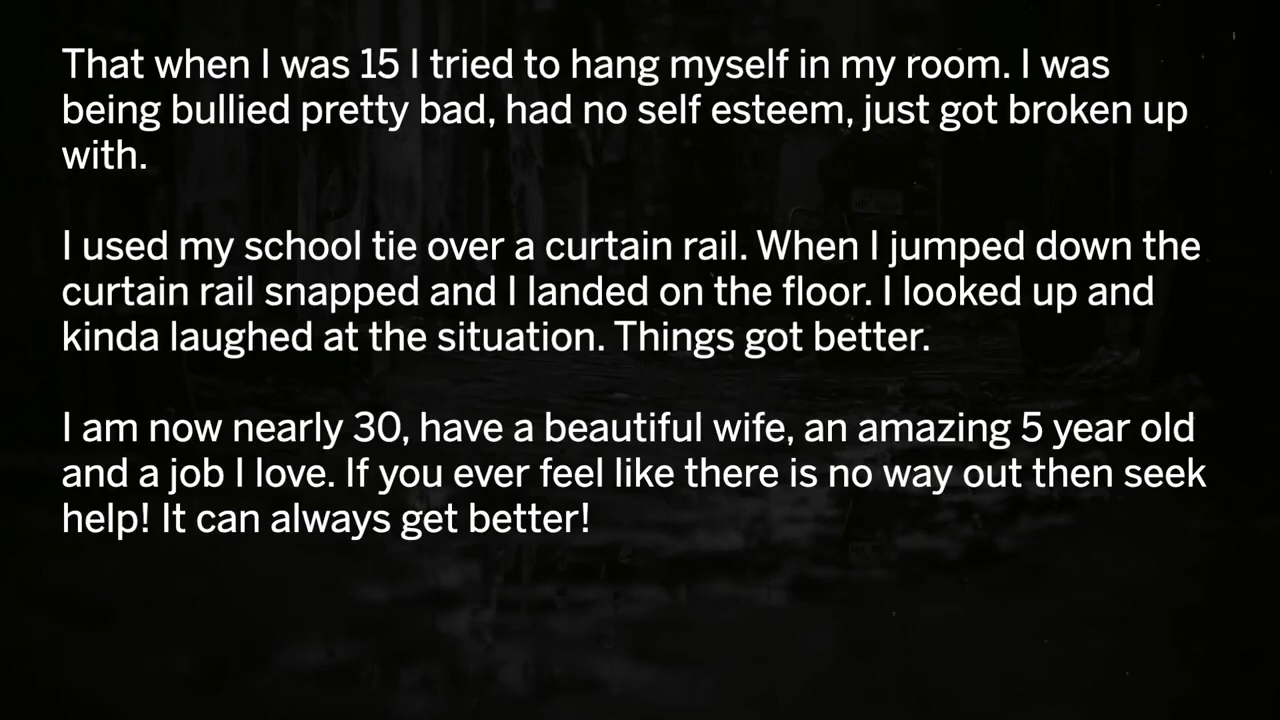 That when I was 15 I tried to hang myself in my room. I was
being bullied pretty bad, had no self esteem, just got broken up
with.
I used my school tie over a curtain rail. When I jumped down the
curtain rail snapped and I landed on the floor. I looked up and
kinda laughed at the situation. Things got better.
I am now nearly 30, have a beautiful wife, an amazing 5 year old
and a job I love. If you ever feel like there is no way out then seek
help! It can always get better!